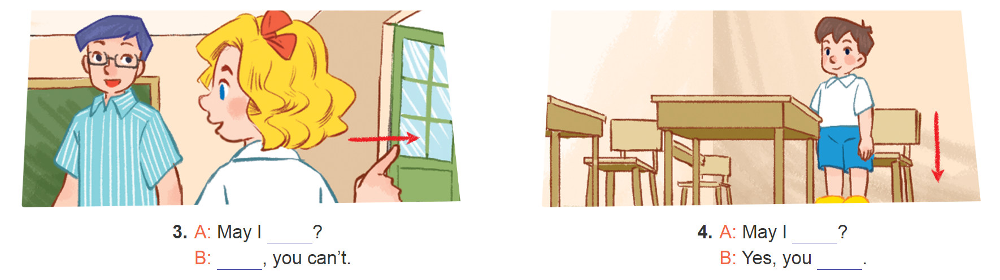 3. A: May I _____?
B: _____, you can’t.
4. A: May I _____?
B: Yes, you _____.